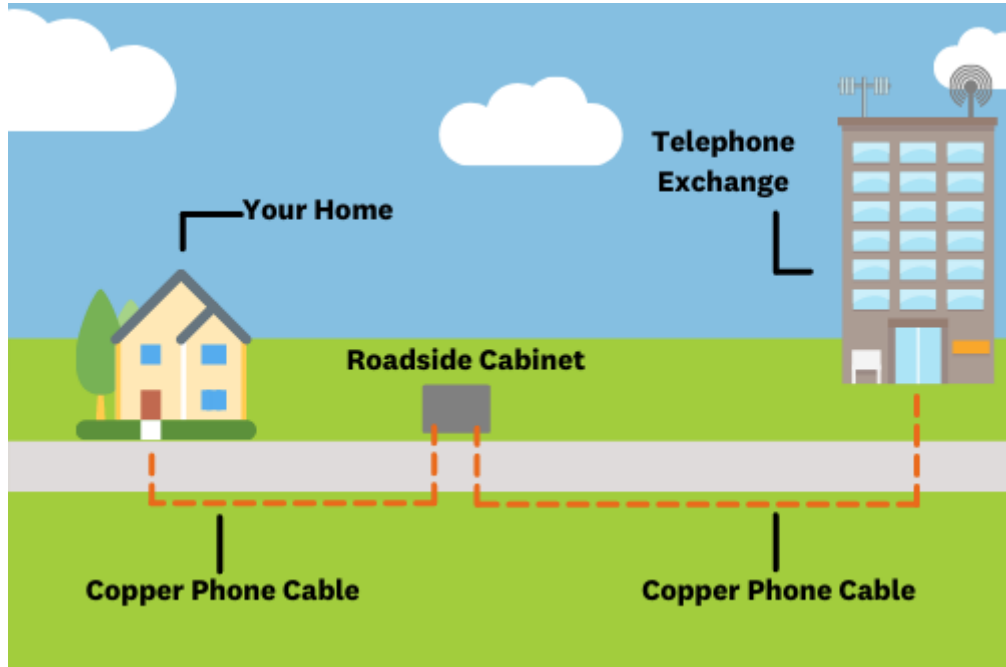 Telephone
Exchange
Your Home
Roadside Cabinet
Copper Phone Cable
Copper Phone Cable